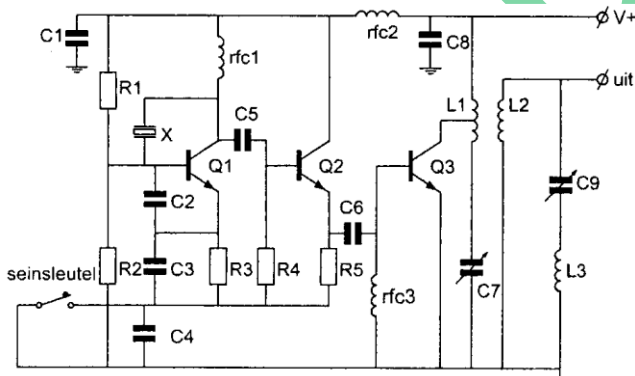 C1
rfc2
C8
V+
rfc1
R1
X
C5
L1
L2
uit
Q1
Q2
Q3
C9
C2
C6
seinsleutel
R2
C3
R3
R4
R5
rfc3
C7
L3
C4